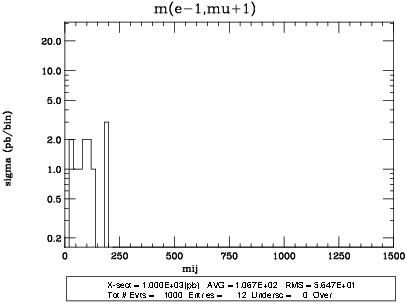 m(e-1,mu+1)
20.0
10.0
5.0
2.0
1.0
0.5
0.2
sigma (pb/bin)
0 250 500 750 1000 1250 1500
mij
X-sect = 1.000E+03(pb) AVG = 1.067E+02 RMS = 5.647E+01
Tot # Evts = 1000 Entries = 12 Undersc = 0 Over